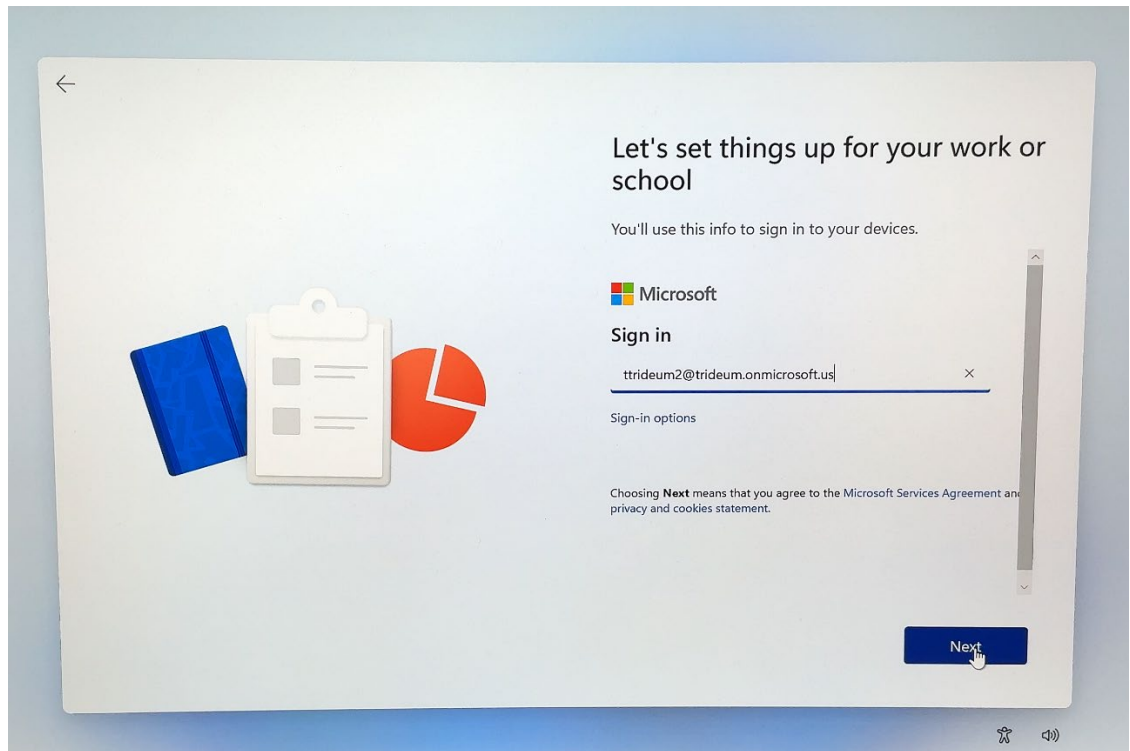 Let's set things up for your work or
school
You'll use this info to sign in to your devices.
Microsoft
Sign in
ttrideum2@trideum.onmicrosoft.us
Sign-in options
Choosing Next means that you agree to the Microsoft Services Agreement and
privacy and cookies statement.
Next